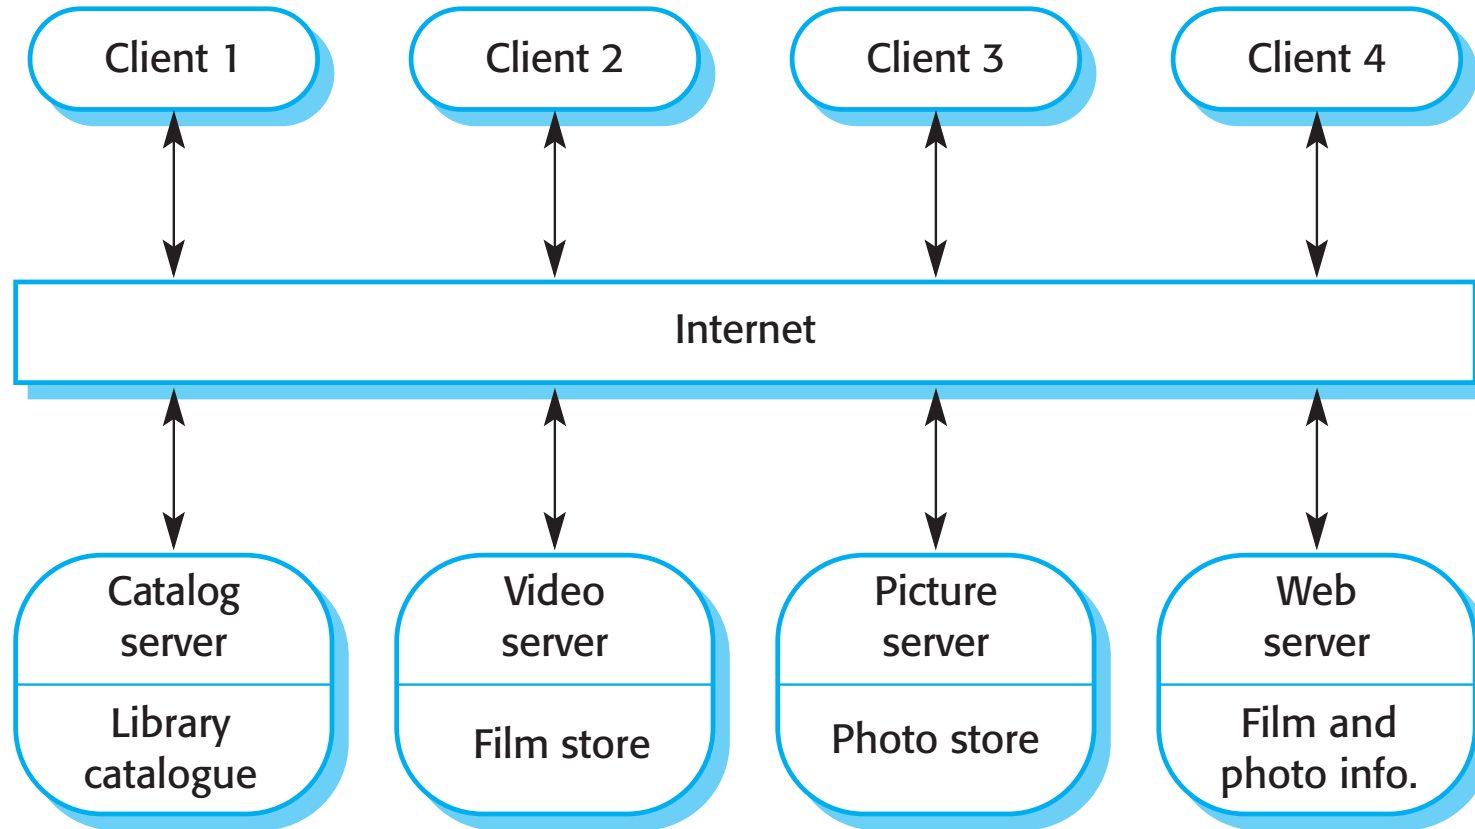 Client 1
Client 2
Client 3
Client 4
Internet
Catalog
server
Library
catalogue
Video
server
Film store
Picture
server
Photo store
Web
server
Film and
photo info.